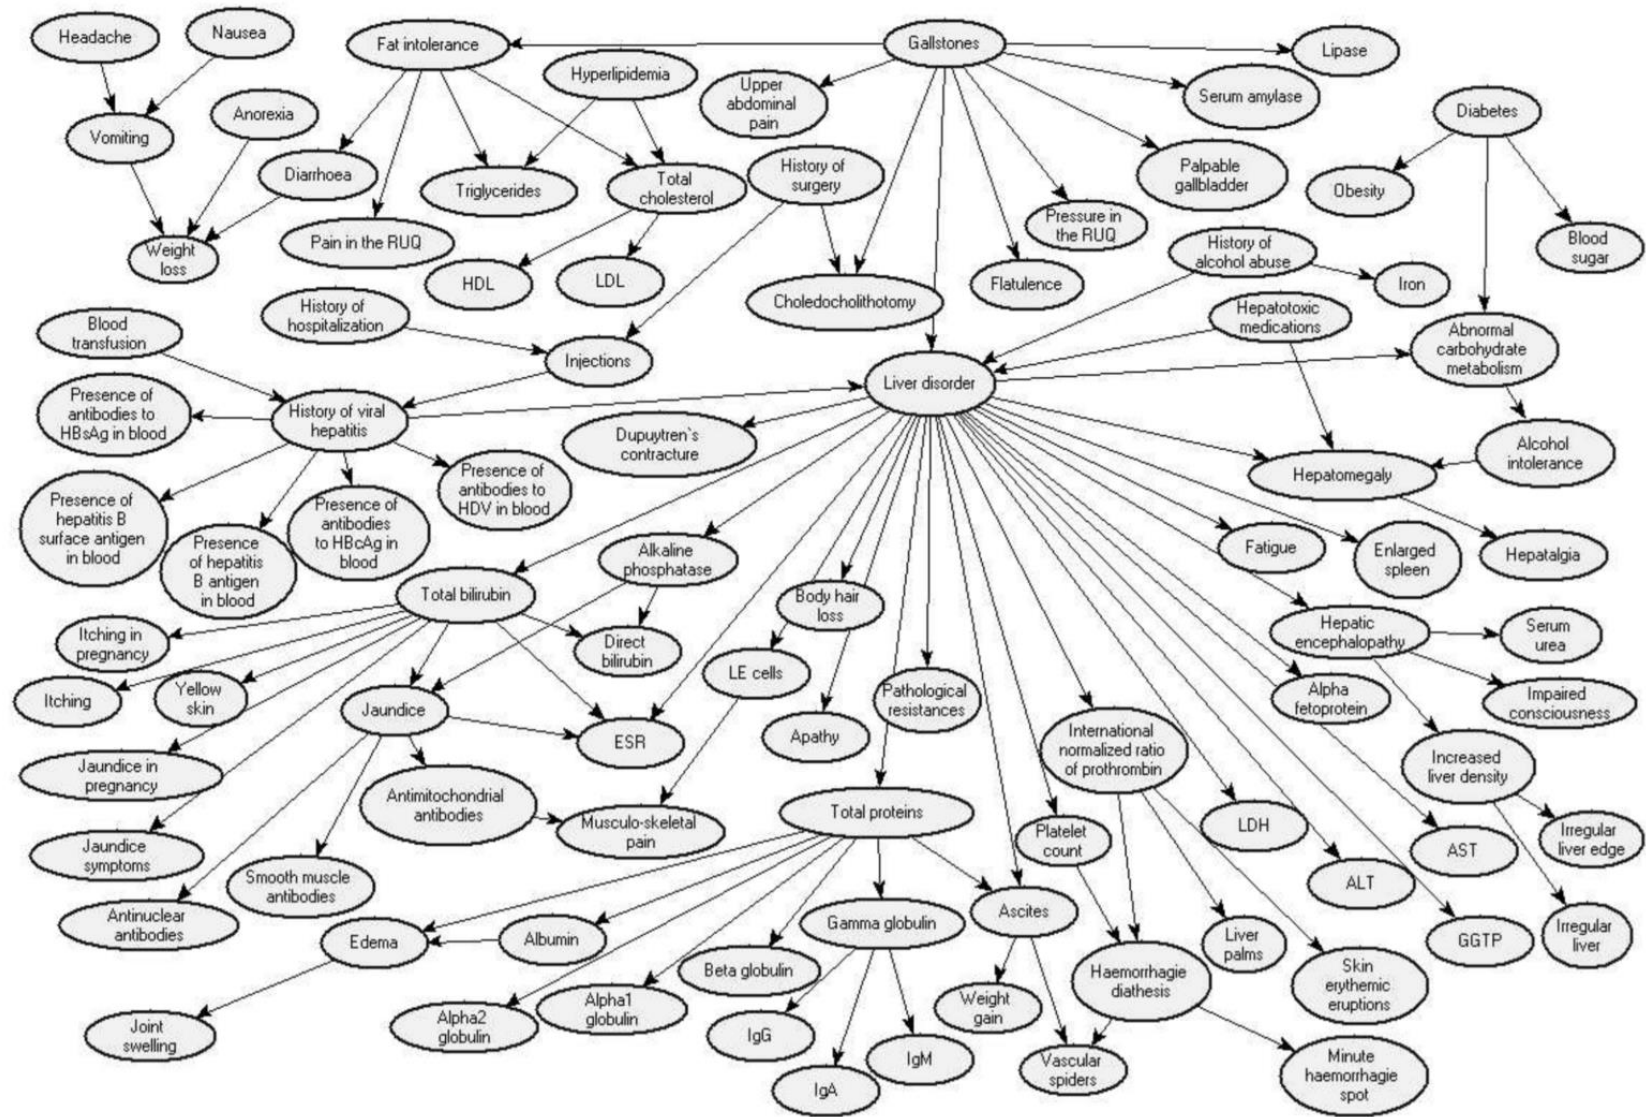 Headache
Nausea
Fat intolerance
Gallstones
Lipase
Hyperlipidemia
Upper
abdominal
pain
Serum amylase
Anorexia
Diabetes
Vomiting
Diarrhoea
Triglycerides
Total
cholesterol
History of
surgery
Palpable
gallbladder
Obesity
Pressure in
the RUQ
Weight
loss
Pain in the RUQ
HDL
LDL
Flatulence
History of
alcohol abuse
Blood
sugar
Iron
Choledocholithotomy
History of
hospitalization
Hepatotoxic
medications
Blood
transfusion
Injections
Abnormal
carbohydrate
metabolism
Liver disorder
Presence of
antibodies to
HBsAg in blood
History of viral
hepatitis
Dupuytren`s
contracture
Alcohol
intolerance
Hepatomegaly
Presence of
antibodies to
HDV in blood
Presence of
hepatitis B
surface antigen
in blood
Presence
of hepatitis
B antigen
in blood
Presence of
antibodies
to HBcAg in
blood
Alkaline
phosphatase
Fatigue
Enlarged
spleen
Hepatalgia
Total bilirubin
Body hair
loss
Itching in
pregnancy
Direct
bilirubin
Hepatic
encephalopathy
Serum
urea
Itching
Yellow
skin
LE cells
Pathological
resistances
Alpha
fetoprotein
Impaired
consciousness
Jaundice
ESR
Apathy
International
normalized ratio
of prothrombin
Increased
liver density
Jaundice in
pregnancy
Antimitochondrial
antibodies
Musculo-skeletal
pain
Total proteins
Platelet
count
LDH
AST
Irregular
liver edge
Jaundice
symptoms
Smooth muscle
antibodies
ALT
Antinuclear
antibodies
Edema
Albumin
Gamma globulin
Ascites
Liver
palms
GGTP
Irregular
liver
Beta globulin
Haemorrhagie
diathesis
Skin
erythemic
eruptions
Alpha1
globulin
Weight
gain
Joint
swelling
Alpha2
globulin
IgG
IgM
IgA
Vascular
spiders
Minute
haemorrhagie
spot